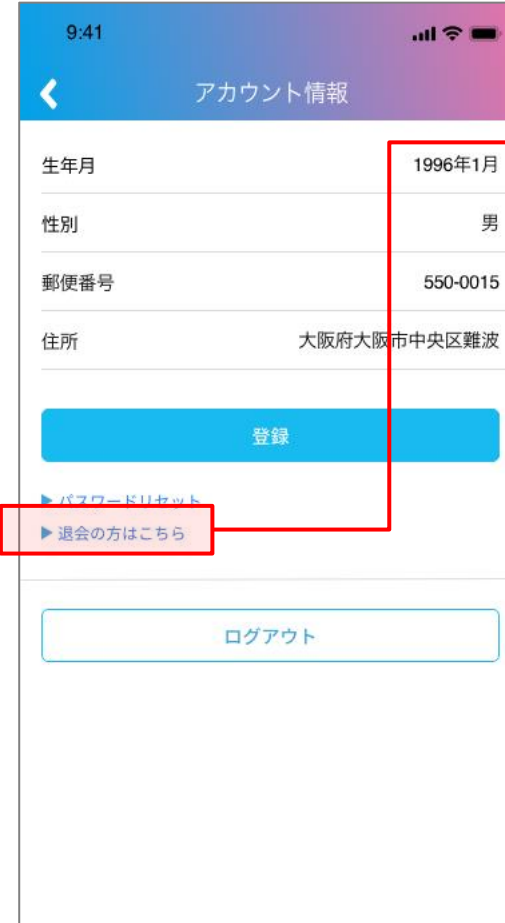 9:41
アカウント情報
生年月 1996年1月
性別 男
郵便番号 550-0015
住所 大阪府大阪市中央区難波
登録
▶パスワードリセット
▶退会の方はこちら
ログアウト